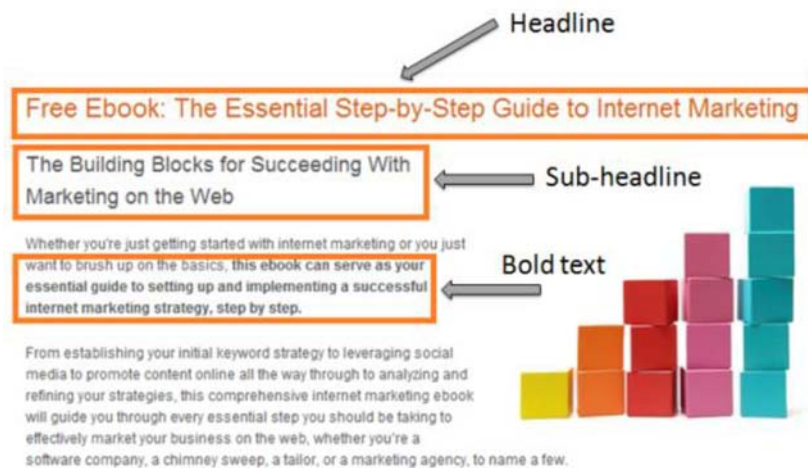 Headline
Free Ebook: The Essential Step-by-Step Guide to Internet Marketing
The Building Blocks for Succeeding With
Marketing on the Web
Sub-headline
Whether you're just getting started with internet marketing or you just
want to brush up on the basics, this ebook can serve as your
essential guide to setting up and implementing a successful
internet marketing strategy, step by step.
Bold text
From establishing your initial keyword strategy to leveraging social
media to promote content online all the way through to analyzing and
refining your strategies, this comprehensive internet marketing ebook
will guide you through every essential step you should be taking to
effectively market your business on the web, whether you're a
software company, a chimney sweep, a tailor, or a marketing agency, to name a few.